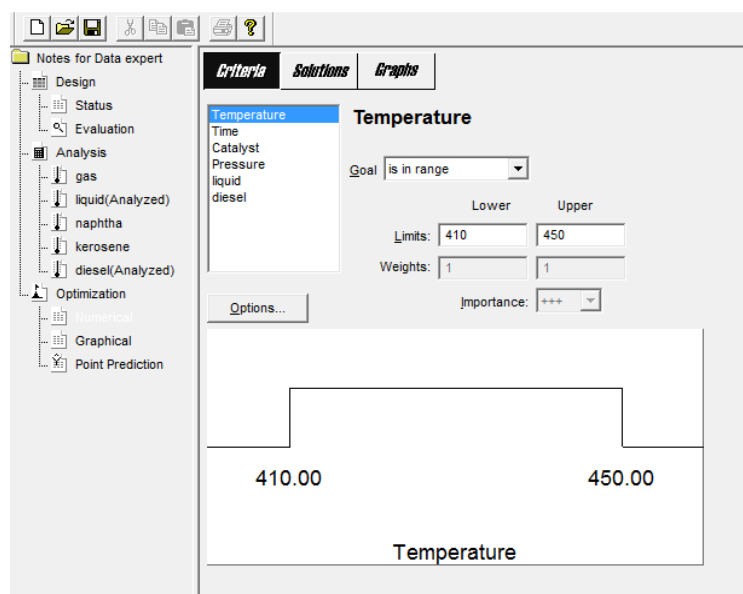 Notes for Data expert
Design
Status
Evaluation
Analysis
gas
liquid(Analyzed)
naphtha
kerosene
diesel(Analyzed)
Optimization
Numerical
Graphical
Point Prediction
Criteria Solutions Graphs
Temperature
Time
Catalyst
Pressure
liquid
diesel
Options...
Temperature
Goal is in range
Lower Upper
Limits: 410 450
Weights: 1 1
Importance: +++
410.00 450.00
Temperature